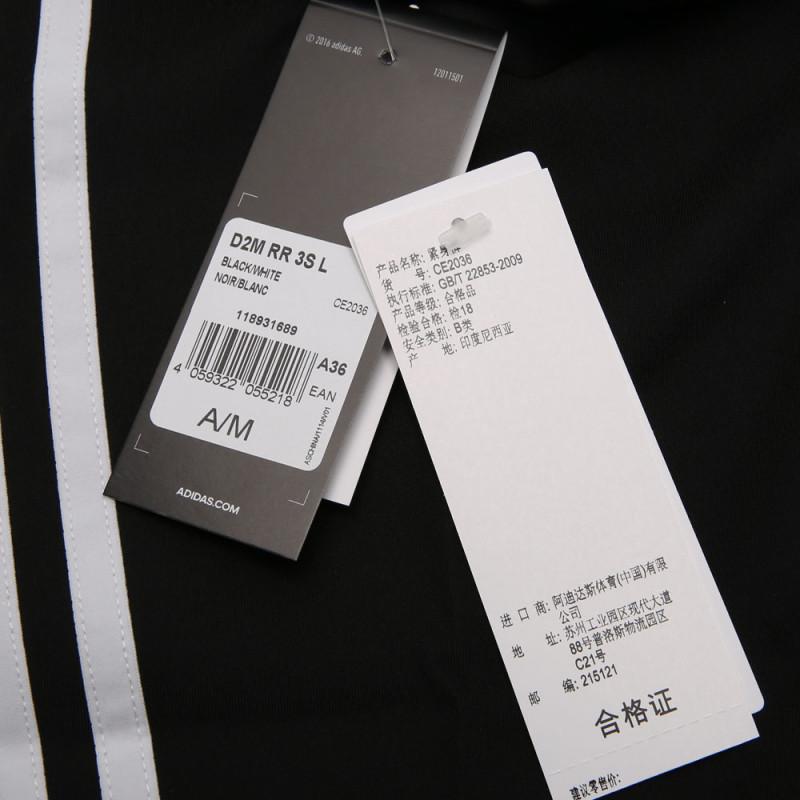 © 2016 adidas AG.
12011501
D2M RR 3S L
BLACK/WHITE
NOIR/BLANC
CE2036
118931689
A36
4 059322 055218 EAN
A/M
ASCHINA/1114/V01
ADIDAS.COM
产品名称: 紧身
货 号: CE2036
执行标准: GB/T 22853-2009
产品等级: 合格品
检验合格: 检18
安全类别: B类
产 地: 印度尼西亚
进 口 商: 阿迪达斯体育(中国)有限
公司
地 址: 苏州工业园区现代大道
88号普洛斯物流园区
C21号
邮 编: 215121
合格证
建议零售价: